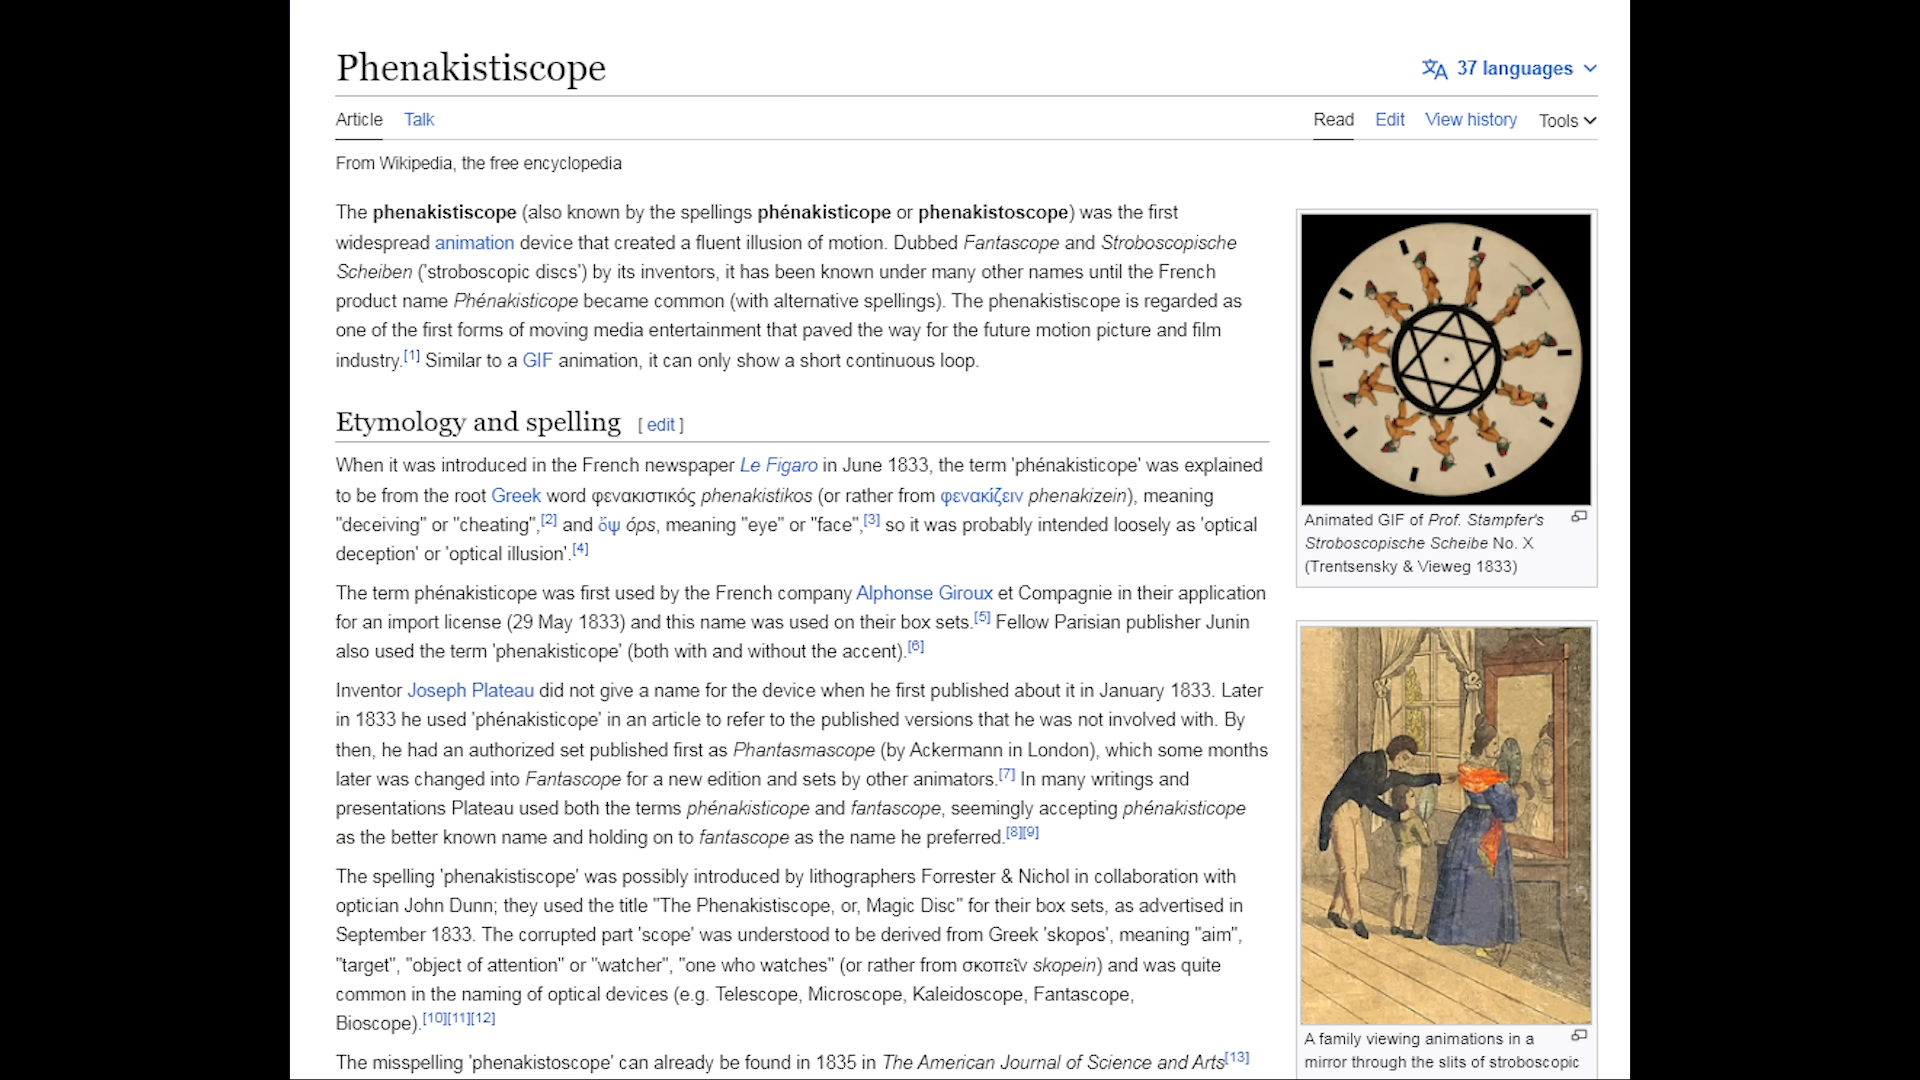 Phenakistiscope
37 languages
Article Talk
Read Edit View history Tools
From Wikipedia, the free encyclopedia
The phenakistiscope (also known by the spellings phénakisticope or phenakistoscope) was the first
widespread animation device that created a fluent illusion of motion. Dubbed Fantascope and Stroboscopische
Scheiben ('stroboscopic discs') by its inventors, it has been known under many other names until the French
product name Phénakisticope became common (with alternative spellings). The phenakistiscope is regarded as
one of the first forms of moving media entertainment that paved the way for the future motion picture and film
industry.[1] Similar to a GIF animation, it can only show a short continuous loop.
Etymology and spelling [ edit ]
When it was introduced in the French newspaper Le Figaro in June 1833, the term 'phénakisticope' was explained
to be from the root Greek word φενακιστικός phenakistikos (or rather from φενακίζειν phenakizein), meaning
"deceiving" or "cheating",[2] and ὄψ óps, meaning "eye" or "face",[3] so it was probably intended loosely as 'optical
deception' or 'optical illusion'.[4]
The term phénakisticope was first used by the French company Alphonse Giroux et Compagnie in their application
for an import license (29 May 1833) and this name was used on their box sets.[5] Fellow Parisian publisher Junin
also used the term 'phenakisticope' (both with and without the accent).[6]
Inventor Joseph Plateau did not give a name for the device when he first published about it in January 1833. Later
in 1833 he used 'phénakisticope' in an article to refer to the published versions that he was not involved with. By
then, he had an authorized set published first as Phantasmascope (by Ackermann in London), which some months
later was changed into Fantascope for a new edition and sets by other animators.[7] In many writings and
presentations Plateau used both the terms phénakisticope and fantascope, seemingly accepting phénakisticope
as the better known name and holding on to fantascope as the name he preferred.[8][9]
The spelling 'phenakistiscope' was possibly introduced by lithographers Forrester & Nichol in collaboration with
optician John Dunn; they used the title "The Phenakistiscope, or, Magic Disc" for their box sets, as advertised in
September 1833. The corrupted part 'scope' was understood to be derived from Greek 'skopos', meaning "aim",
"target", "object of attention" or "watcher", "one who watches" (or rather from σκοπεῖν skopein) and was quite
common in the naming of optical devices (e.g. Telescope, Microscope, Kaleidoscope, Fantascope,
Bioscope).[10][11][12]
The misspelling 'phenakistoscope' can already be found in 1835 in The American Journal of Science and Arts[13]
Animated GIF of Prof. Stampfer's
Stroboscopische Scheibe No. X
(Trentsensky & Vieweg 1833)
A family viewing animations in a
mirror through the slits of stroboscopic